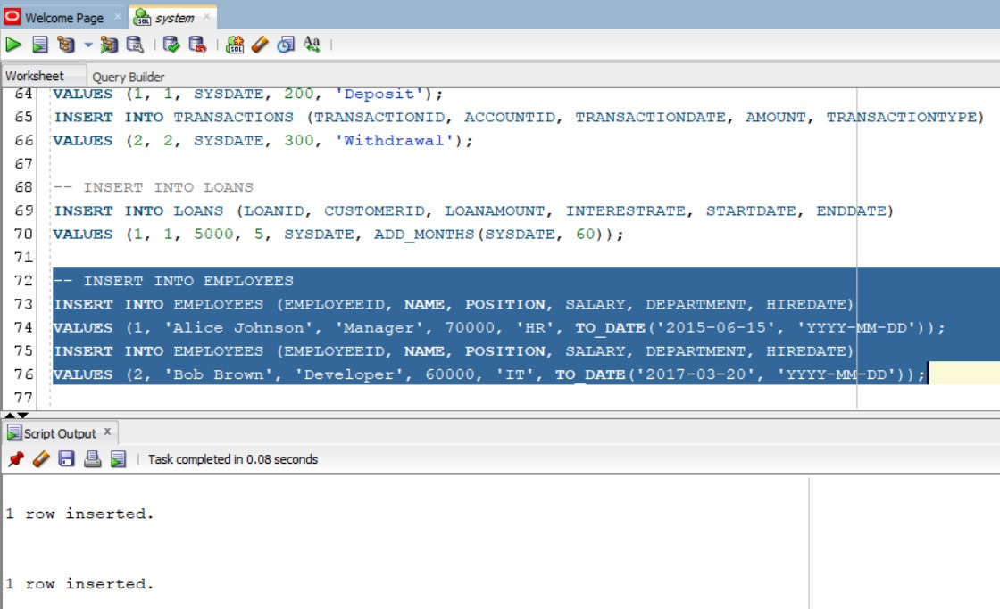 Welcome Page
system
Worksheet
Query Builder
64 VALUES (1, 1, SYSDATE, 200, 'Deposit');
65 INSERT INTO TRANSACTIONS (TRANSACTIONID, ACCOUNTID, TRANSACTIONDATE, AMOUNT, TRANSACTIONTYPE)
66 VALUES (2, 2, SYSDATE, 300, 'Withdrawal');
67
68 -- INSERT INTO LOANS
69 INSERT INTO LOANS (LOANID, CUSTOMERID, LOANAMOUNT, INTERESTRATE, STARTDATE, ENDDATE)
70 VALUES (1, 1, 5000, 5, SYSDATE, ADD_MONTHS(SYSDATE, 60));
71
72 -- INSERT INTO EMPLOYEES
73 INSERT INTO EMPLOYEES (EMPLOYEEID, NAME, POSITION, SALARY, DEPARTMENT, HIREDATE)
74 VALUES (1, 'Alice Johnson', 'Manager', 70000, 'HR', TO_DATE('2015-06-15', 'YYYY-MM-DD'));
75 INSERT INTO EMPLOYEES (EMPLOYEEID, NAME, POSITION, SALARY, DEPARTMENT, HIREDATE)
76 VALUES (2, 'Bob Brown', 'Developer', 60000, 'IT', TO_DATE('2017-03-20', 'YYYY-MM-DD'));
77
Script Output
Task completed in 0.08 seconds
1 row inserted.
1 row inserted.